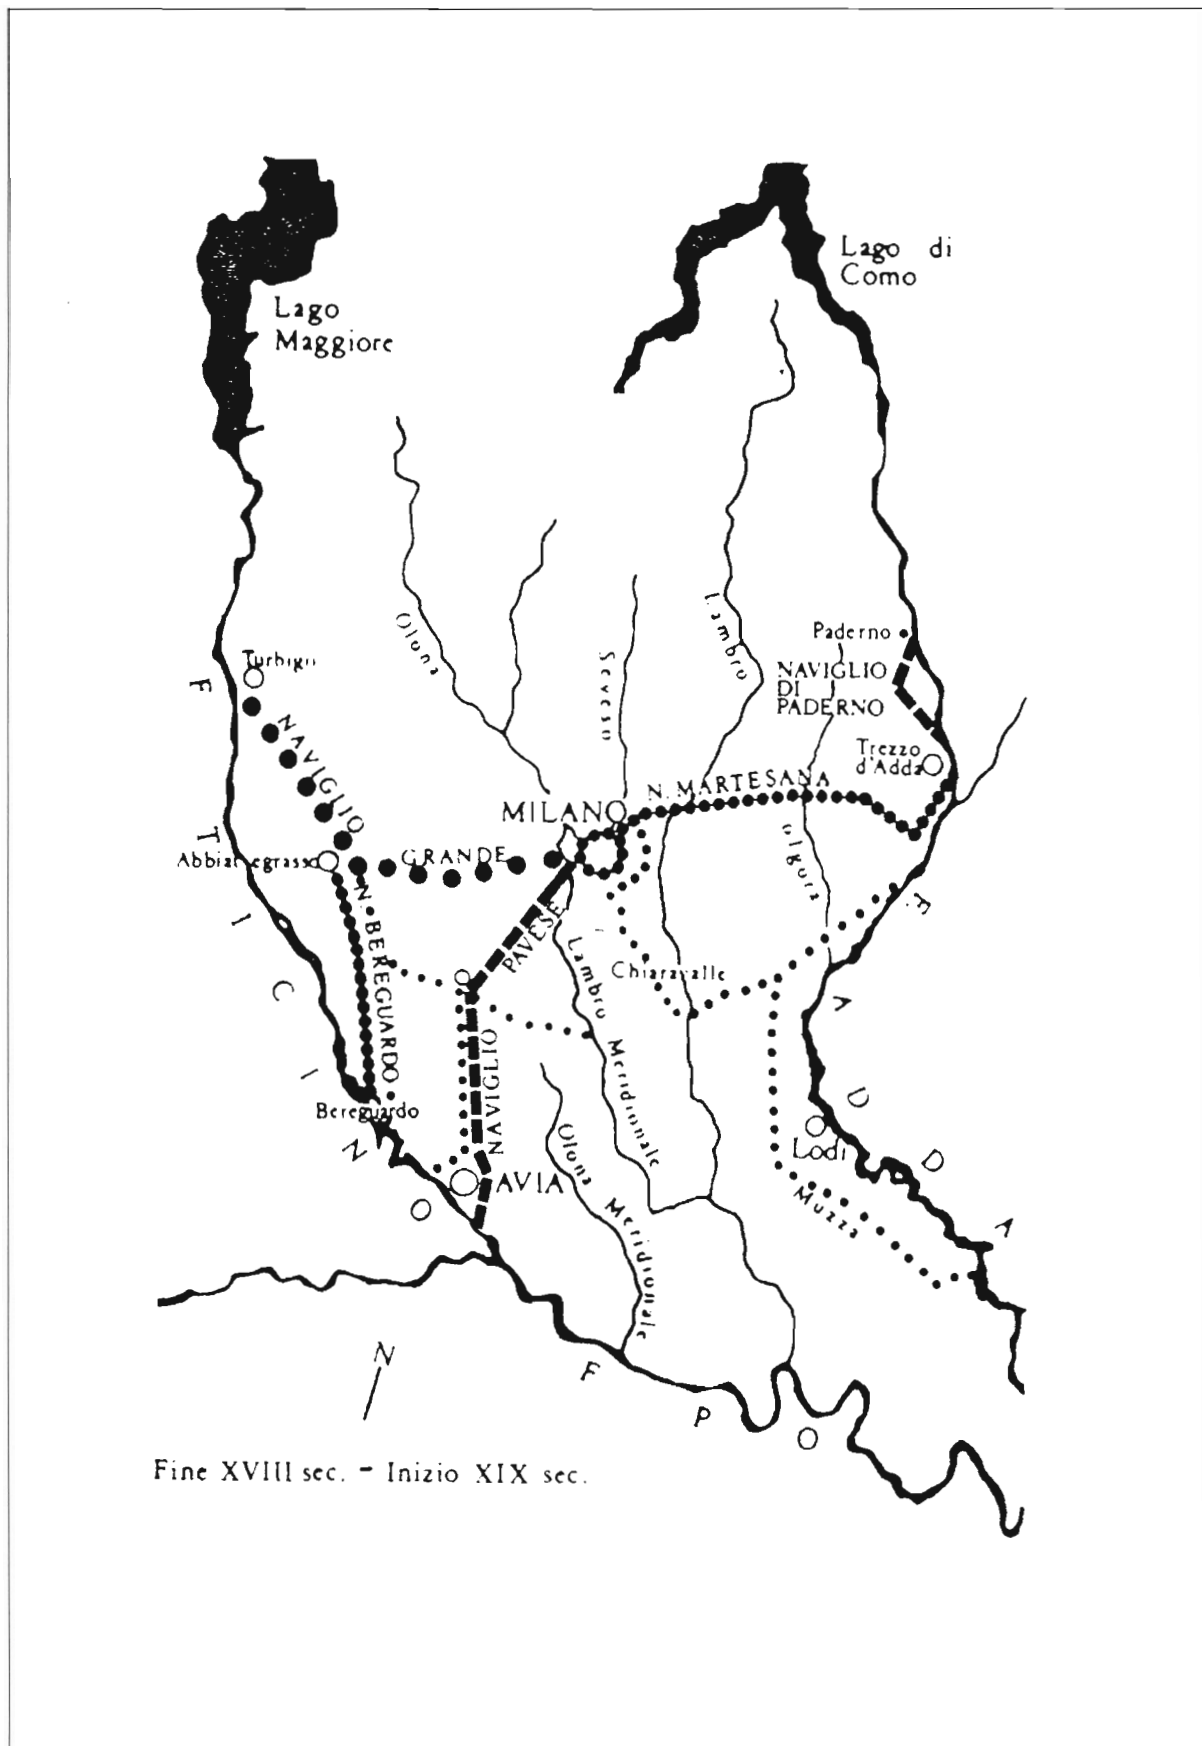 Lago di
Como
Lago
Maggiore
Olona
Seveso
Lambro
Paderno
NAVIGLIO
DI
PADERNO
Turbigo
Trezzo
d'Adda
N. MARTESANA
MILANO
NAVIGLIO
GRANDE
Abbiategrasso
N. BEREGUARDO
PAVESE
NAVIGLIO
Chiaravalle
Lambro Meridionale
F. TICINO
F. ADDA
Bereguardo
AVIA
Olona Meridionale
Lodi
Muzza
N
F PO
Fine XVIII sec. - Inizio XIX sec.